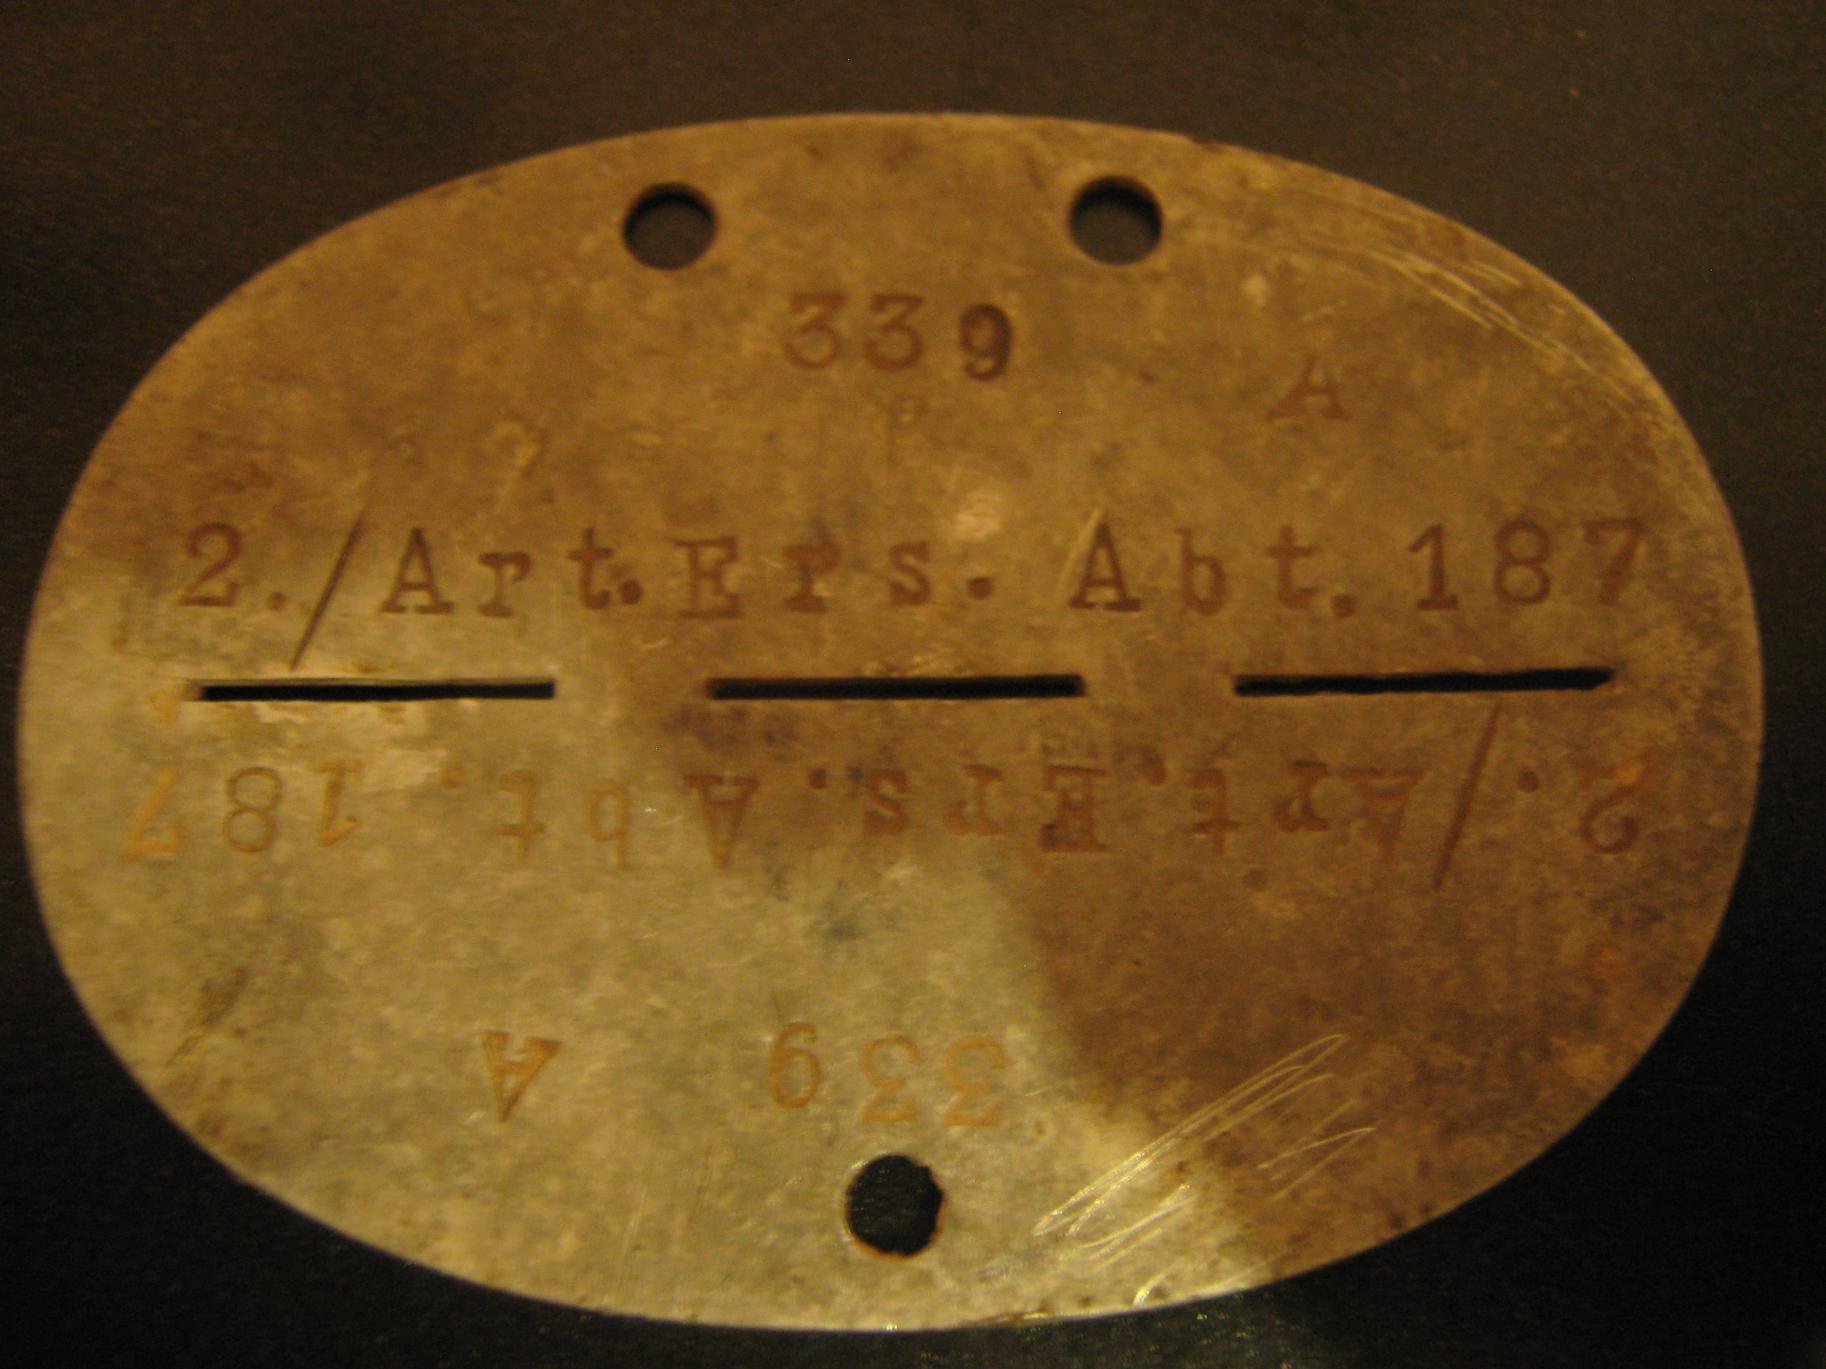 339
A
2./Art.Ers. Abt.187
2./Art.Ers.Abt.187
339 A